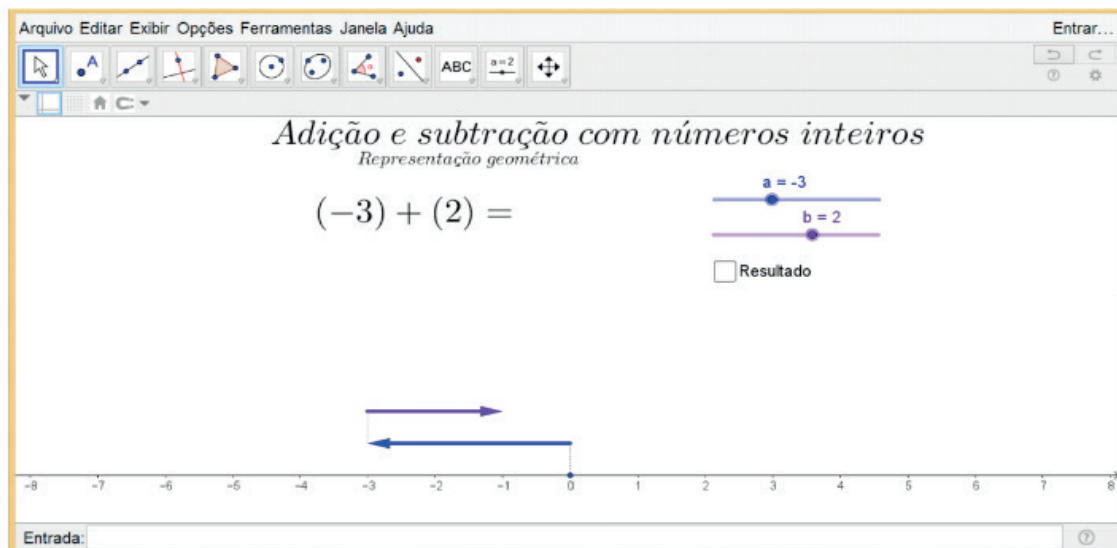 Arquivo Editar Exibir Opções Ferramentas Janela Ajuda
Entrar...
A
a=2
ABC
Adição e subtração com números inteiros
Representação geométrica
(−3) + (2) =
a = -3
b = 2
Resultado
-8 -7 -6 -5 -4 -3 -2 -1 0 1 2 3 4 5 6 7 8
Entrada: